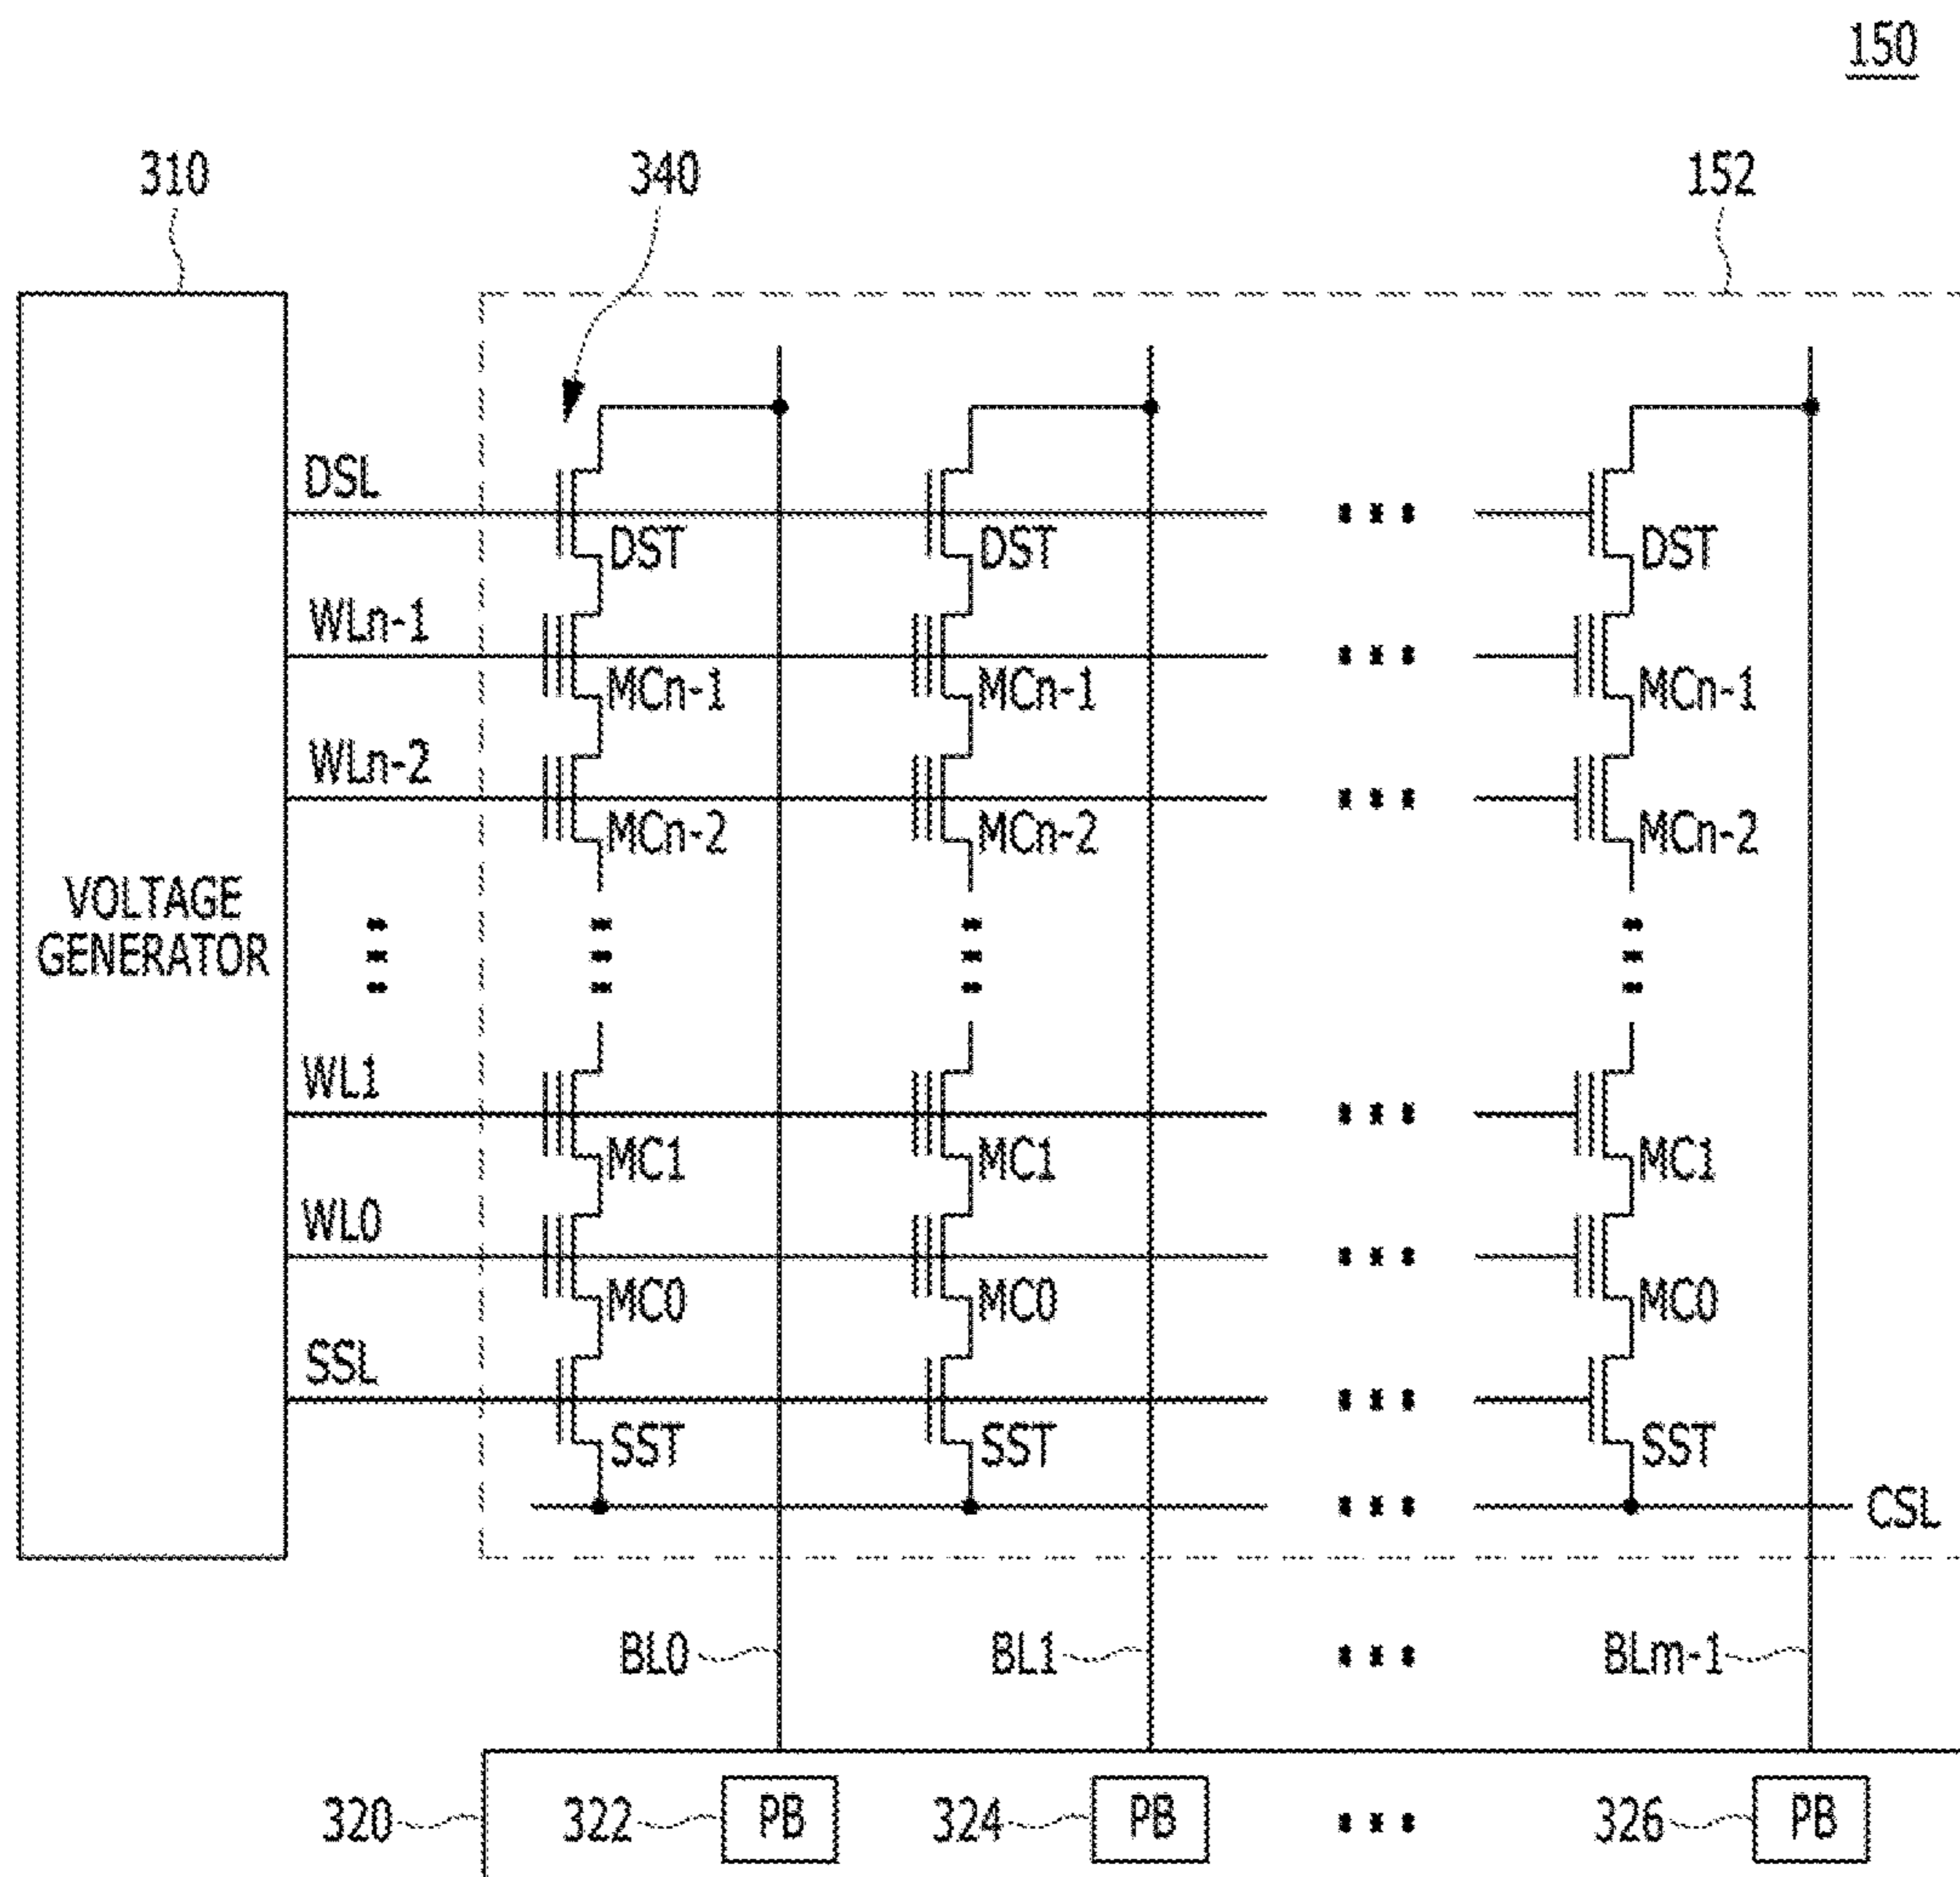 150
310 340 152
DSL
DST DST DST
WLn-1
MCn-1 MCn-1 MCn-1
WLn-2
MCn-2 MCn-2 MCn-2
VOLTAGE
GENERATOR
WL1
MC1 MC1 MC1
WL0
MC0 MC0 MC0
SSL
SST SST SST
CSL
BL0 BL1 BLm-1
320 322 PB 324 PB 326 PB